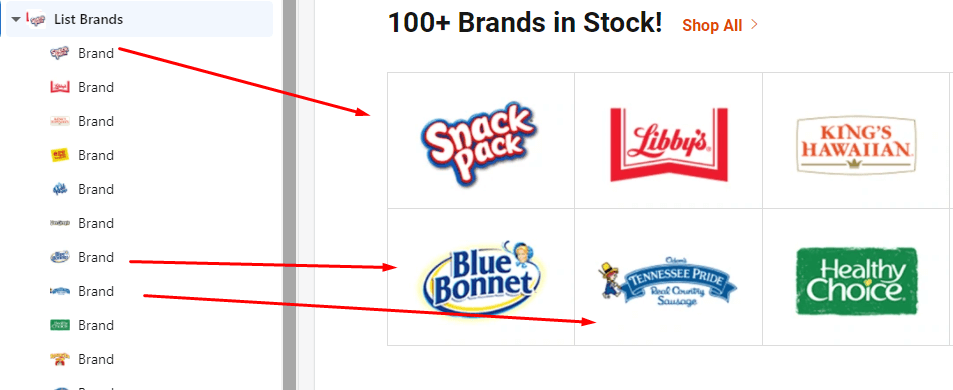 List Brands
Brand
Brand
Brand
Brand
Brand
Brand
Brand
Brand
Brand
Brand
100+ Brands in Stock!
Shop All
Snack
Pack
Libby's
KING'S
HAWAIIAN
Blue
Bonnet
Odom's
TENNESSEE PRIDE
Real Country
Sausage
Healthy
Choice